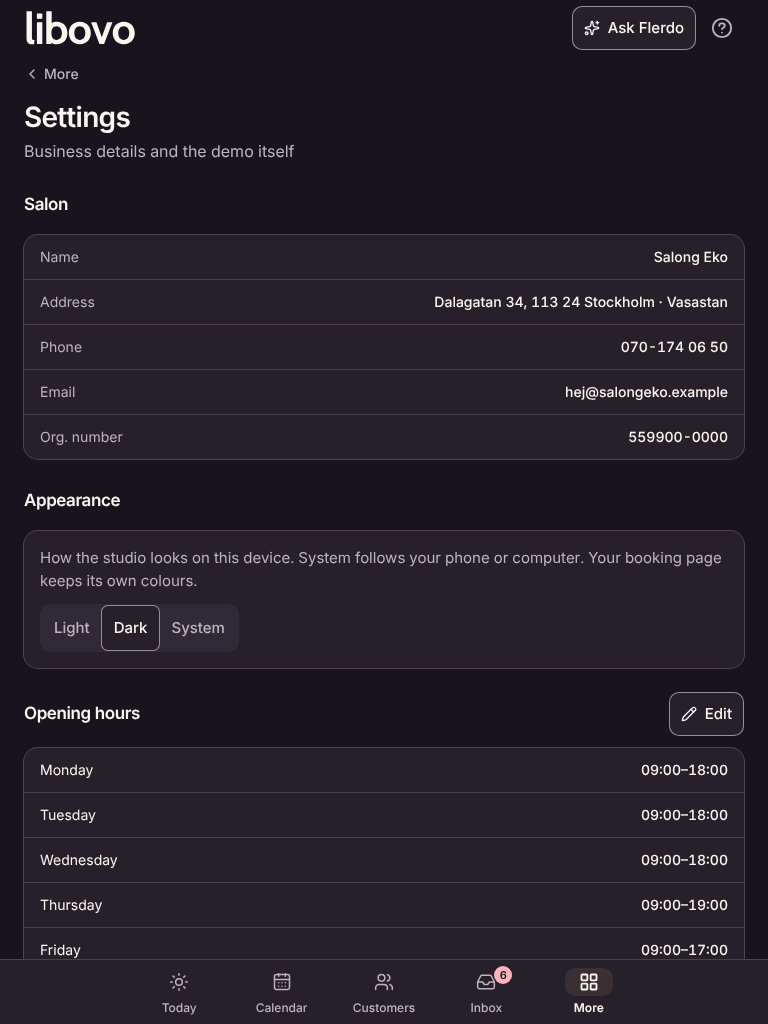 libovo
Ask Flerdo
More
Settings
Business details and the demo itself
Salon
Name
Salong Eko
Address
Dalagatan 34, 113 24 Stockholm · Vasastan
Phone
070-174 06 50
Email
hej@salongeko.example
Org. number
559900-0000
Appearance
How the studio looks on this device. System follows your phone or computer. Your booking page
keeps its own colours.
Light
Dark
System
Opening hours
Edit
Monday
09:00–18:00
Tuesday
09:00–18:00
Wednesday
09:00–18:00
Thursday
09:00–19:00
Friday
09:00–17:00
6
Today
Calendar
Customers
Inbox
More